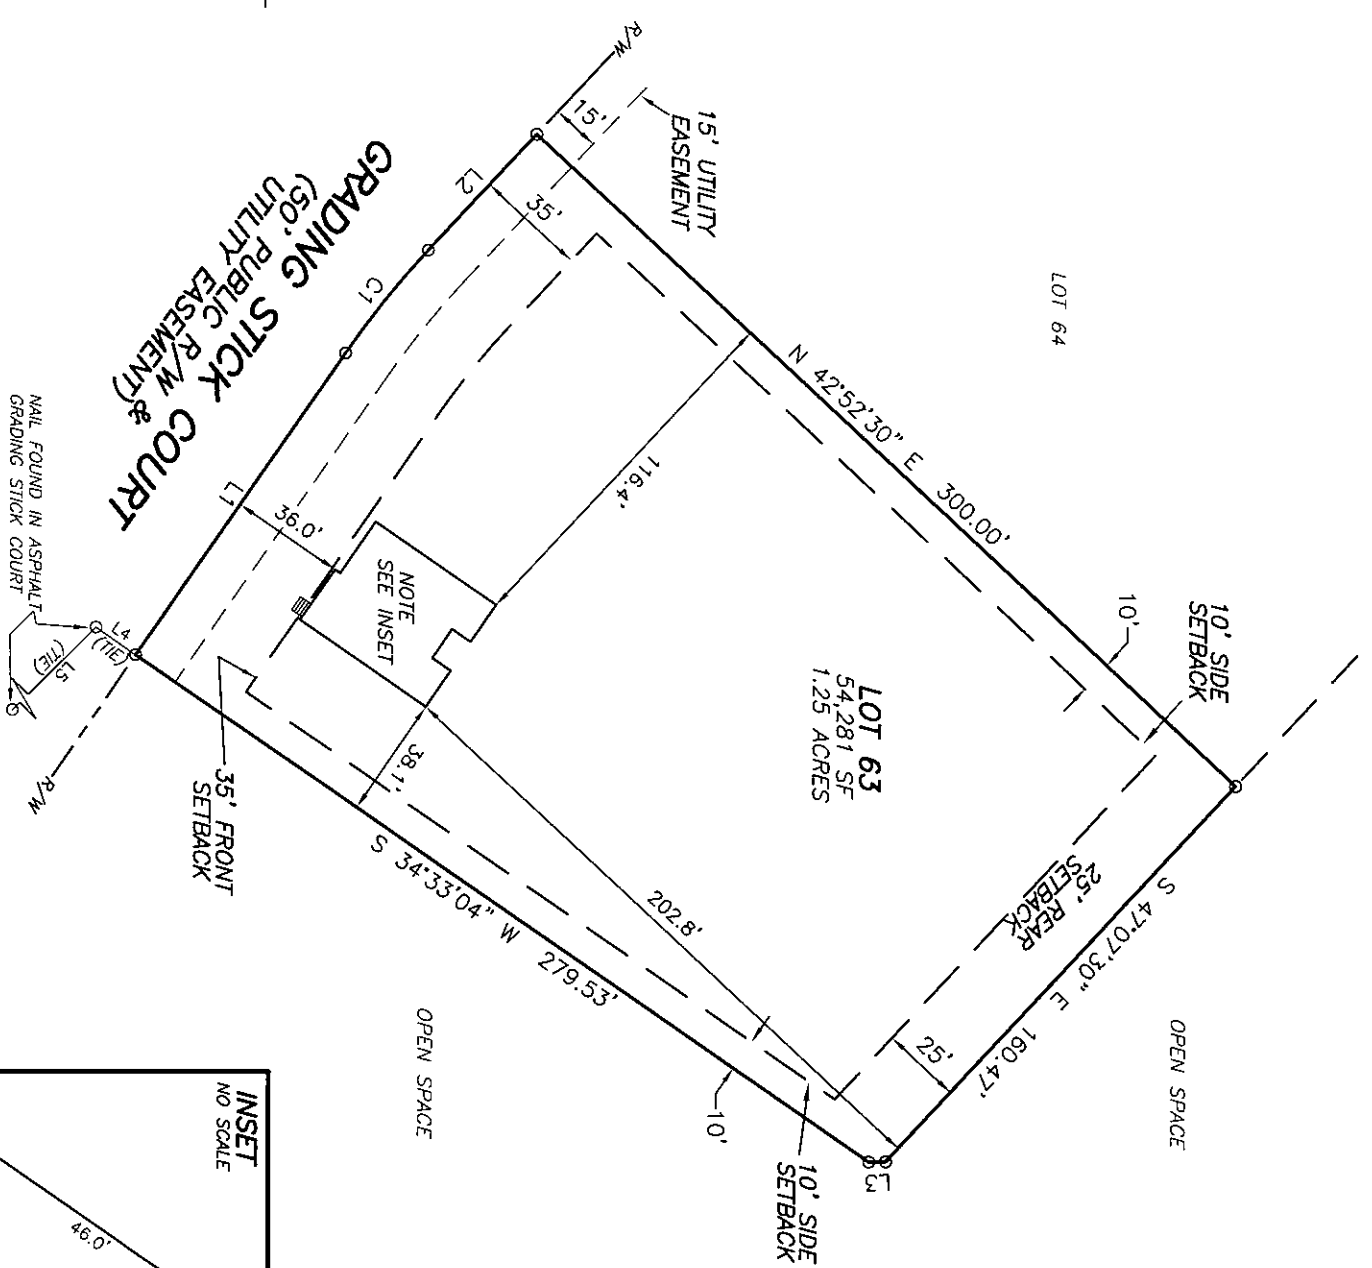 R/W
15'
15' UTILITY
EASEMENT
LOT 64
L2
35'
C1
GRADING STICK COURT
(50' PUBLIC R/W &
UTILITY EASEMENT)
N 42°52'30" E 300.00'
116.4'
10'
10' SIDE
SETBACK
L1
36.0'
NOTE
SEE INSET
NAIL FOUND IN ASPHALT
GRADING STICK COURT
L4
(TIE)
L5
(TIE)
R/W
LOT 63
54,281 SF
1.25 ACRES
38.1'
35' FRONT
SETBACK
202.8'
S 34°33'04" W 279.53'
25' REAR
SETBACK
S 47°07'30" E 160.47'
25'
OPEN SPACE
OPEN SPACE
10'
10' SIDE
SETBACK
L3
INSET
NO SCALE
46.0'